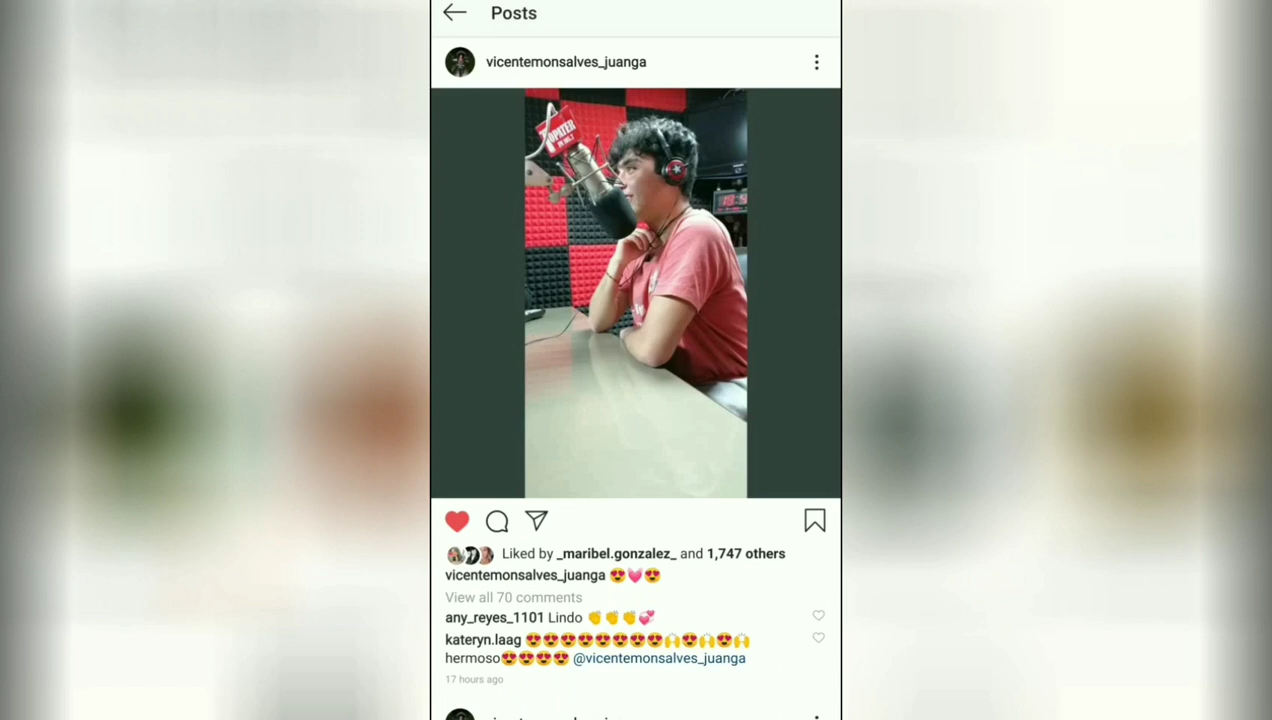 Posts
vicentemonsalves_juanga
Liked by _maribel.gonzalez_ and 1,747 others
vicentemonsalves_juanga 😍💓😍
View all 70 comments
any_reyes_1101 Lindo 👏👏👏💞
kateryn.laag 😍😍😍😍😍😍😍😍🙌😍🙌😍🙌
hermoso😍😍😍😍 @vicentemonsalves_juanga
17 hours ago